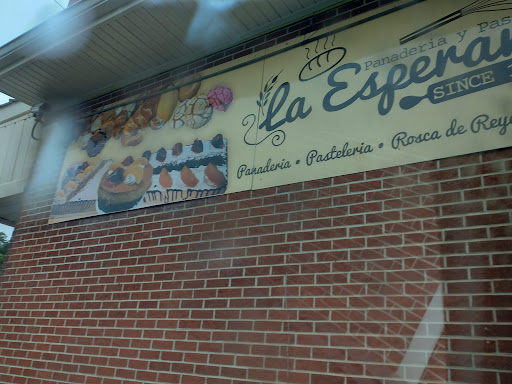 Panaderia y Pas
la Esperan
SINCE
Panaderia • Pasteleria • Rosca de Rey